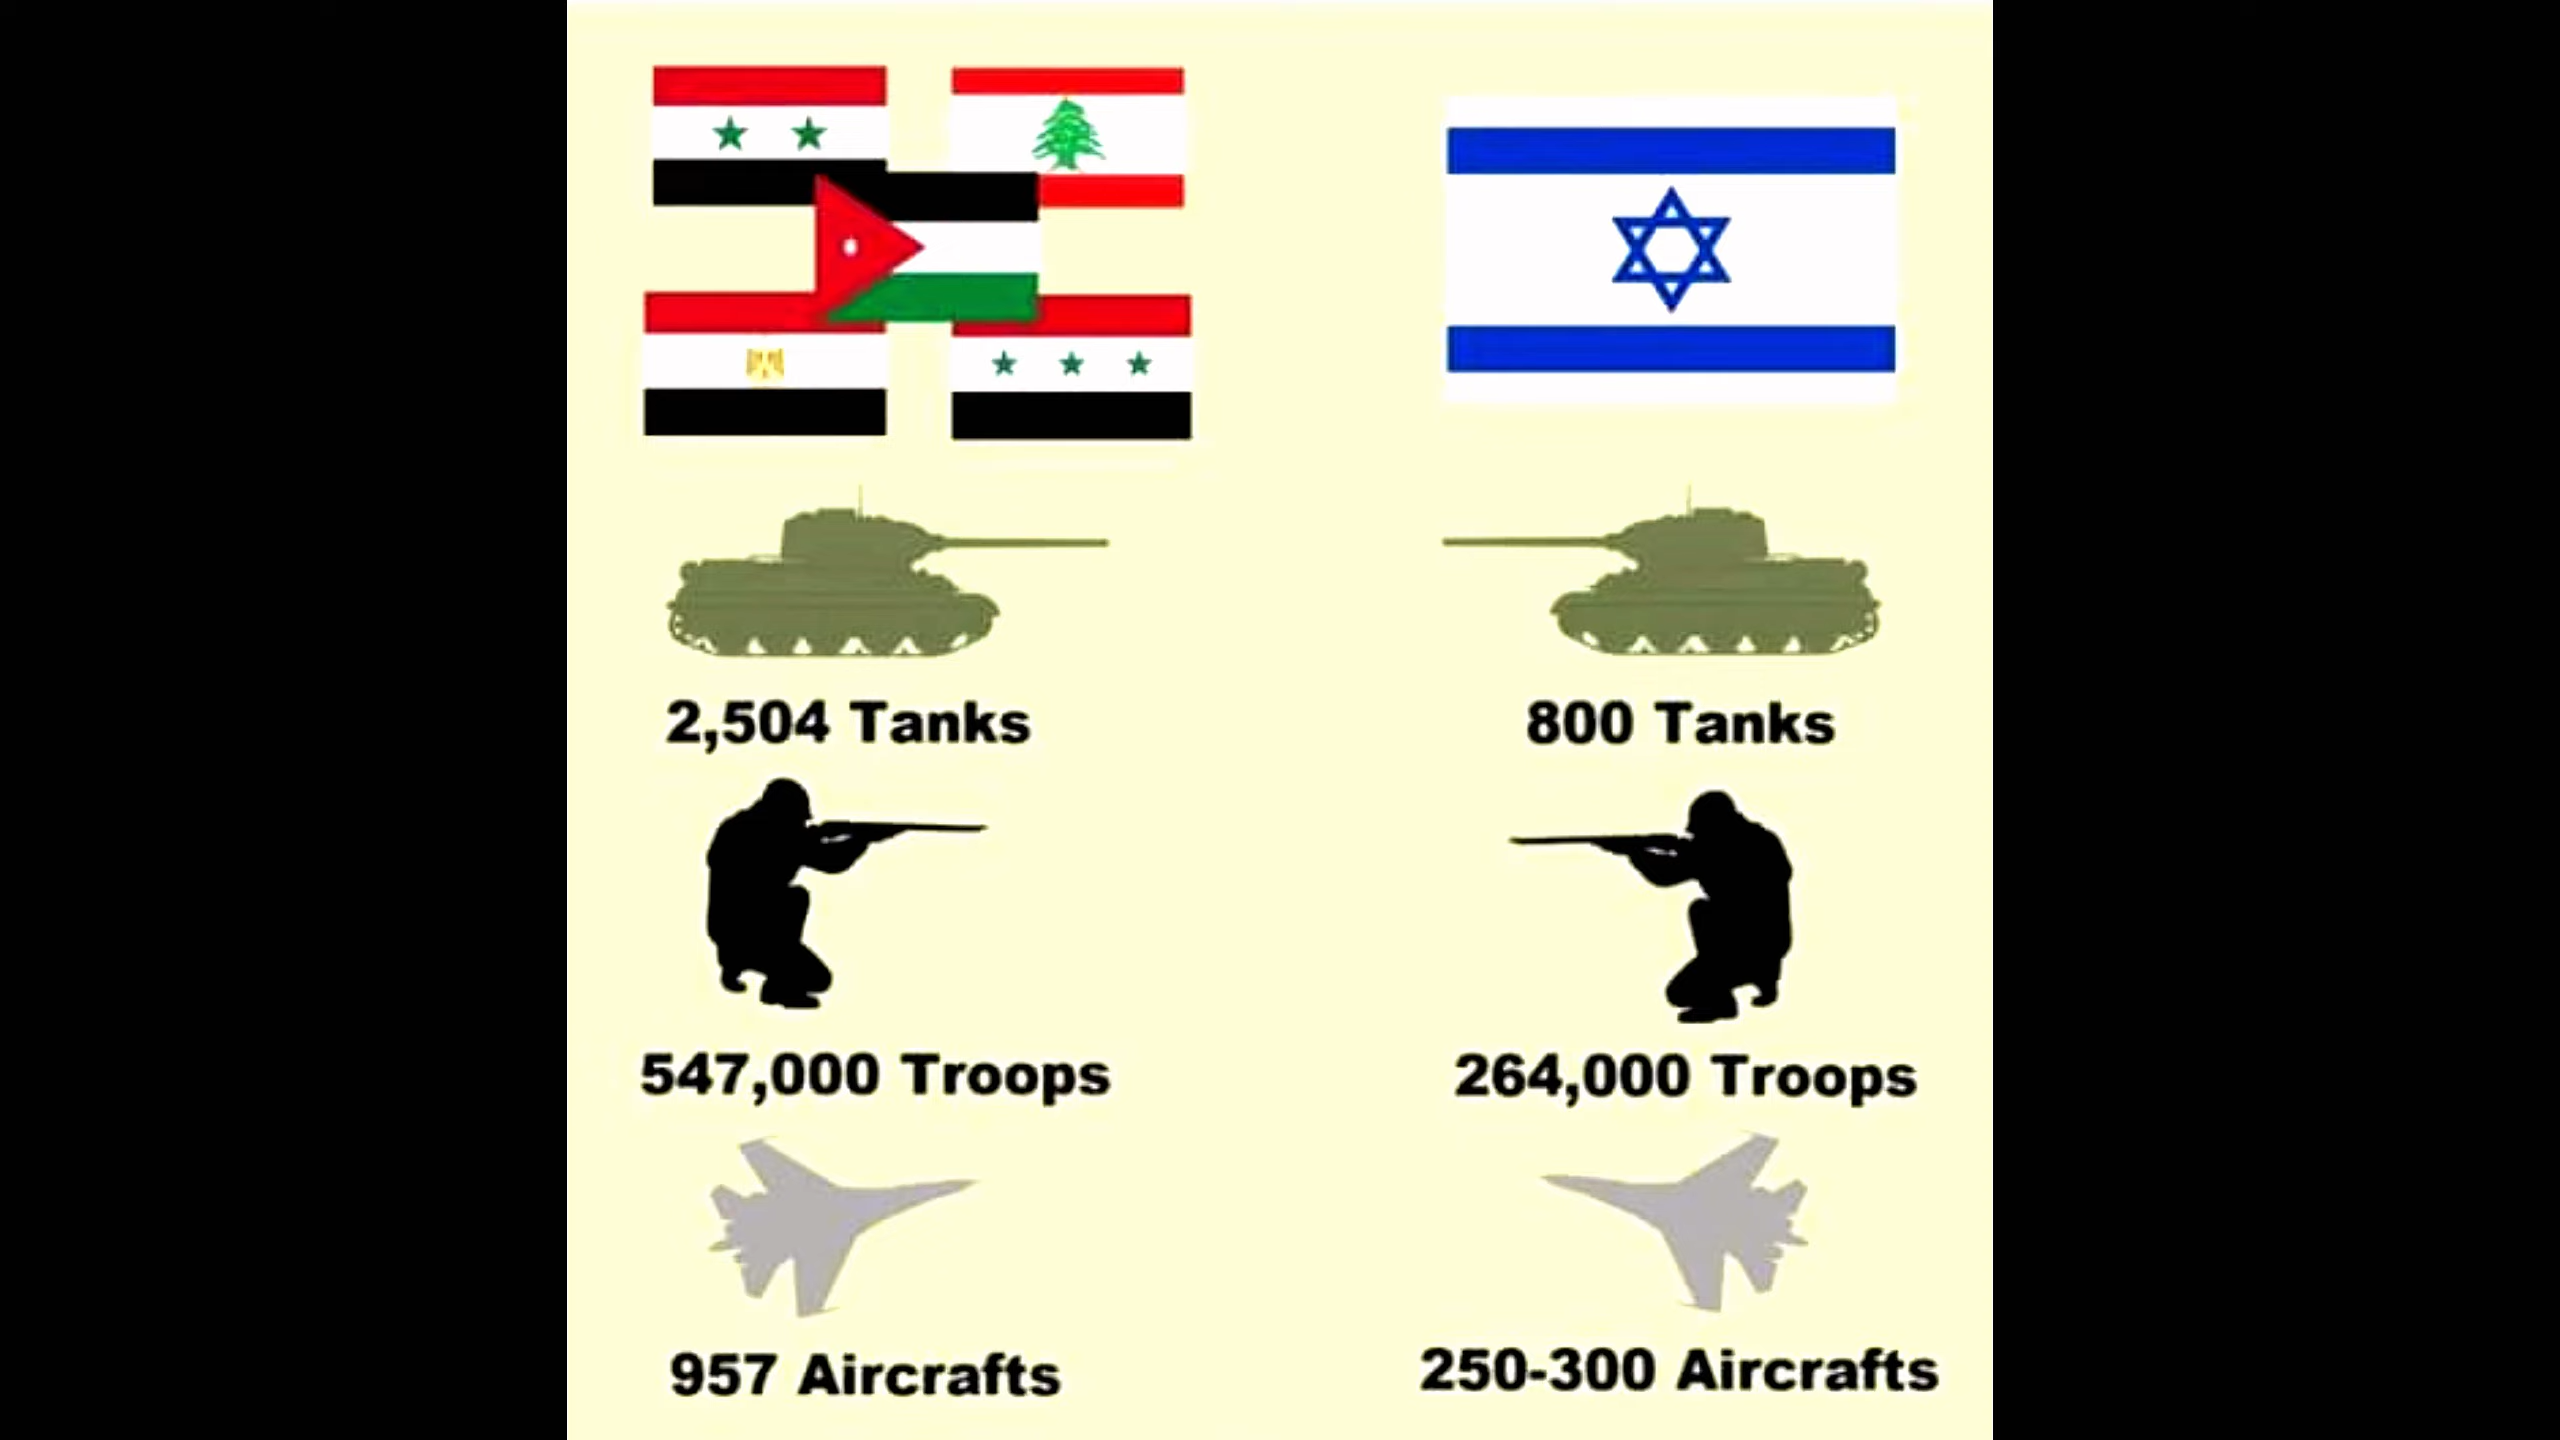 2,504 Tanks
800 Tanks
547,000 Troops
264,000 Troops
957 Aircrafts
250-300 Aircrafts